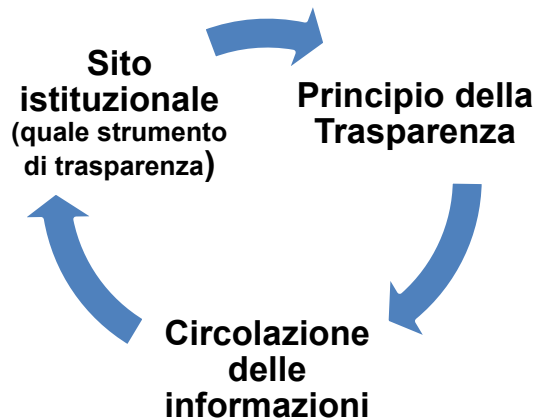 Sito
istituzionale
(quale strumento
di trasparenza)
Principio della
Trasparenza
Circolazione
delle
informazioni